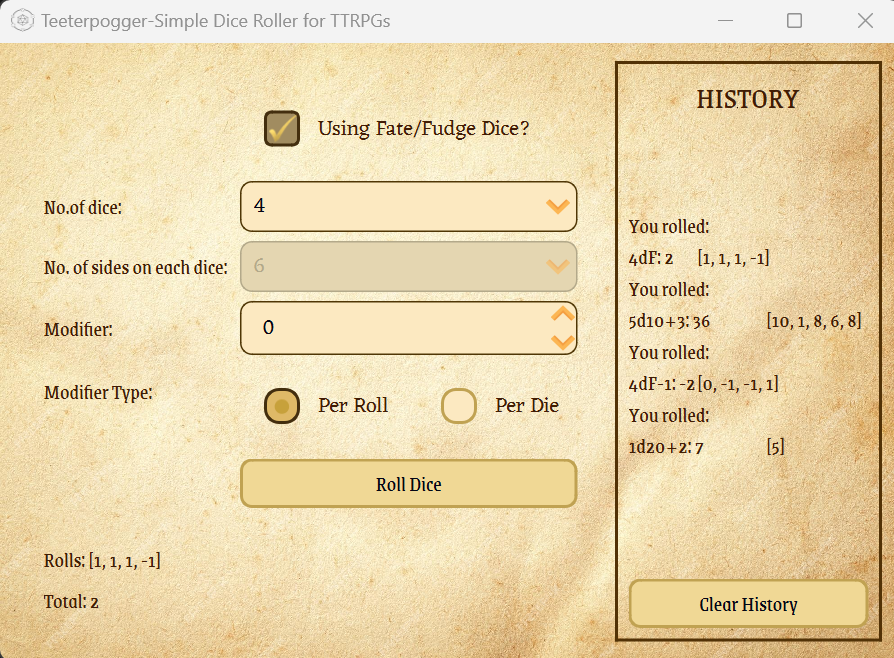 Teeterpogger-Simple Dice Roller for TTRPGs
Using Fate/Fudge Dice?
No.of dice:
4
No. of sides on each dice:
6
Modifier:
0
Modifier Type:
Per Roll
Per Die
Roll Dice
Rolls: [1, 1, 1, -1]
Total: 2
HISTORY
You rolled:
4dF: 2 [1, 1, 1, -1]
You rolled:
5d10+3: 36 [10, 1, 8, 6, 8]
You rolled:
4dF-1: -2 [0, -1, -1, 1]
You rolled:
1d20+2: 7 [5]
Clear History